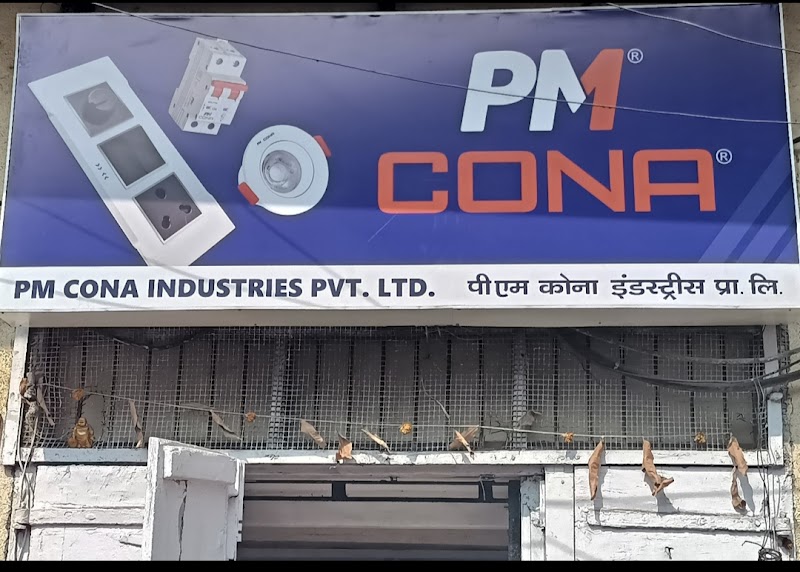 PM®
CONA®
PM CONA INDUSTRIES PVT. LTD. पी एम कोना इंडस्ट्रीस प्रा. लि.